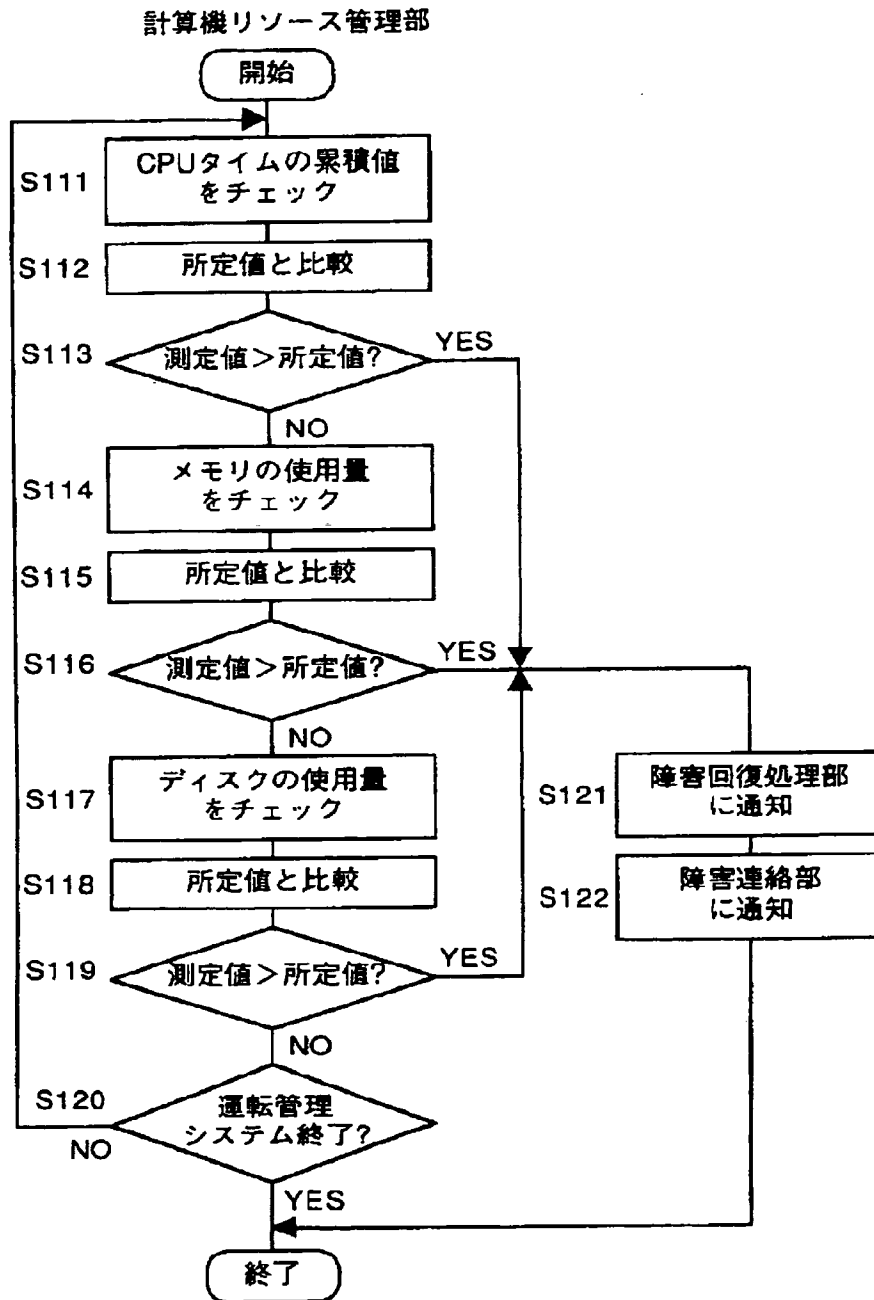 計算機リソース管理部
開始
S111
CPUタイムの累積値
をチェック
S112
所定値と比較
S113
測定値＞所定値?
YES
NO
S114
メモリの使用量
をチェック
S115
所定値と比較
S116
測定値＞所定値?
YES
NO
S117
ディスクの使用量
をチェック
S118
所定値と比較
S119
測定値＞所定値?
YES
NO
S120
運転管理
システム終了?
NO
YES
終了
S121
障害回復処理部
に通知
S122
障害連絡部
に通知